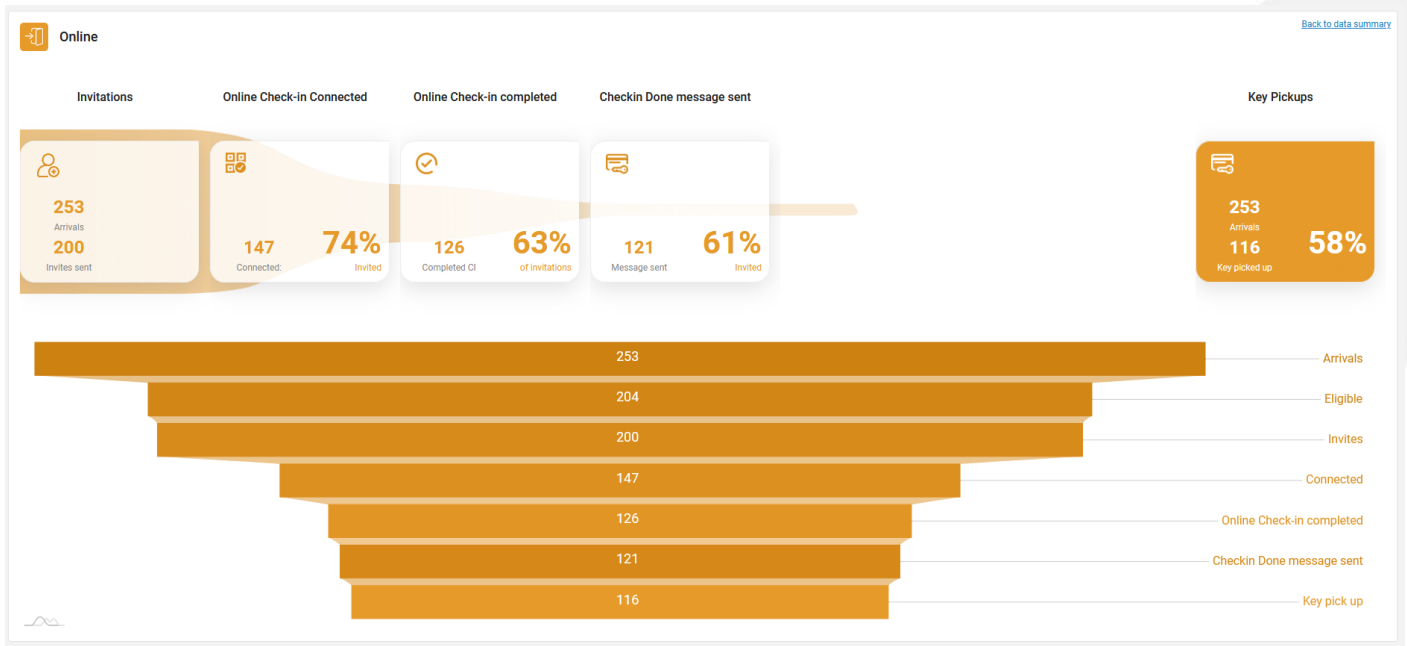 Online
Back to data summary
Invitations
Online Check-in Connected
Online Check-in completed
Checkin Done message sent
Key Pickups
253
Arrivals
200
Invites sent
147
Connected:
74%
Invited
126
Completed CI
63%
of invitations
121
Message sent
61%
Invited
253
Arrivals
116
Key picked up
58%
253
Arrivals
204
Eligible
200
Invites
147
Connected
126
Online Check-in completed
121
Checkin Done message sent
116
Key pick up